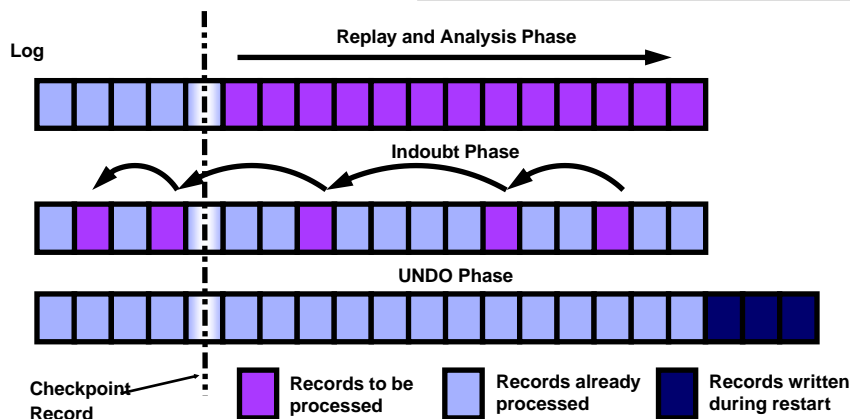 Replay and Analysis Phase
Log
Indoubt Phase
UNDO Phase
Checkpoint
Record
Records to be
processed
Records already
processed
Records written
during restart